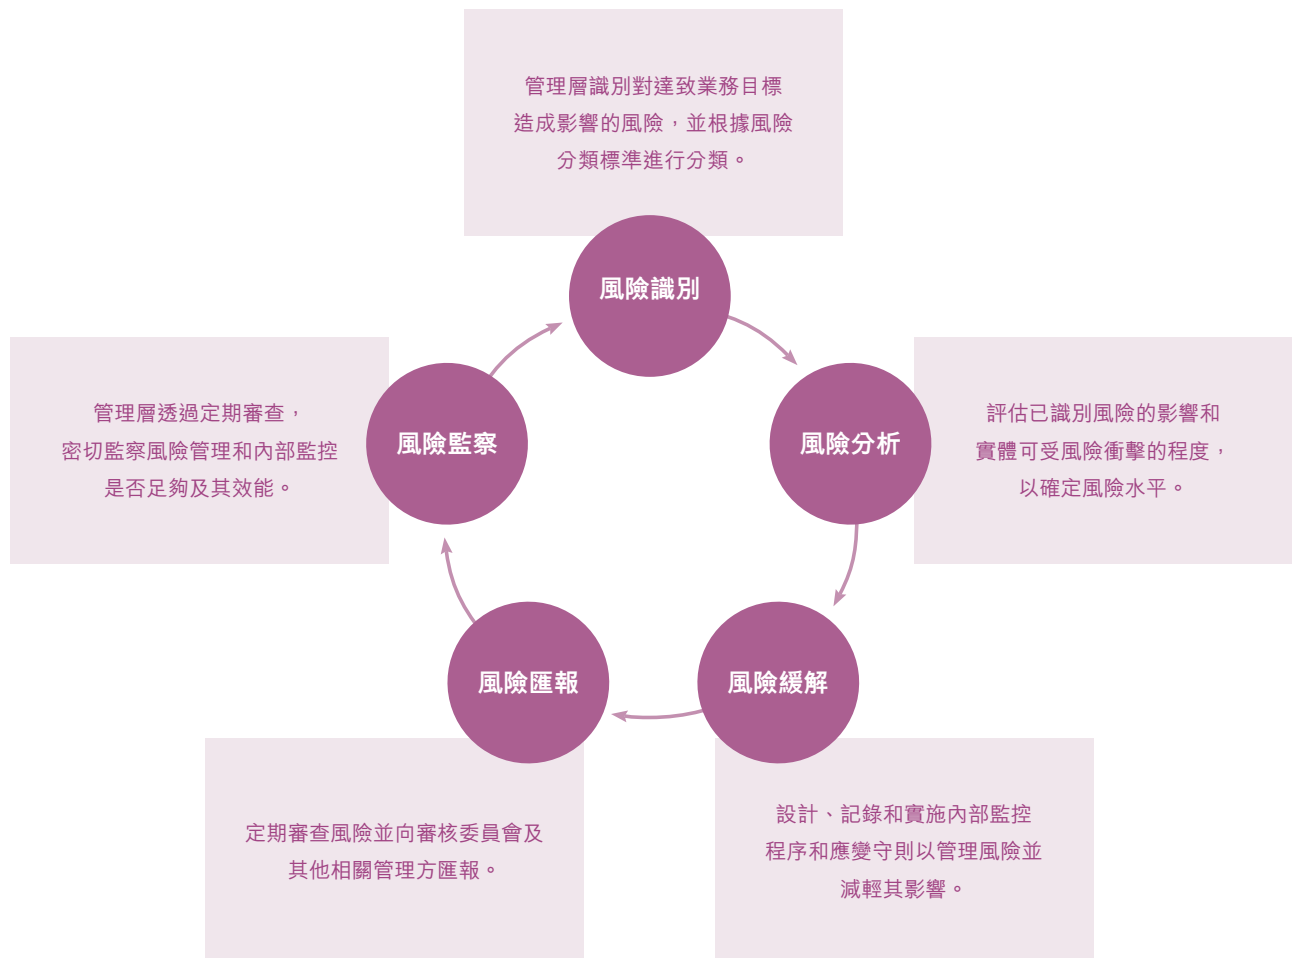 管理層識別對達致業務目標
造成影響的風險，並根據風險
分類標準進行分類。
風險識別
評估已識別風險的影響和
實體可受風險衝擊的程度，
以確定風險水平。
風險分析
設計、記錄和實施內部監控
程序和應變守則以管理風險並
減輕其影響。
風險緩解
定期審查風險並向審核委員會及
其他相關管理方匯報。
風險匯報
管理層透過定期審查，
密切監察風險管理和內部監控
是否足夠及其效能。
風險監察